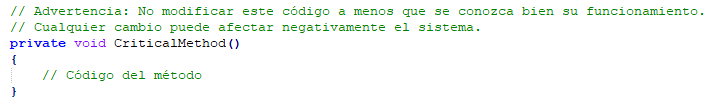 // Advertencia: No modificar este código a menos que se conozca bien su funcionamiento.
// Cualquier cambio puede afectar negativamente el sistema.
private void CriticalMethod()
{
// Código del método
}